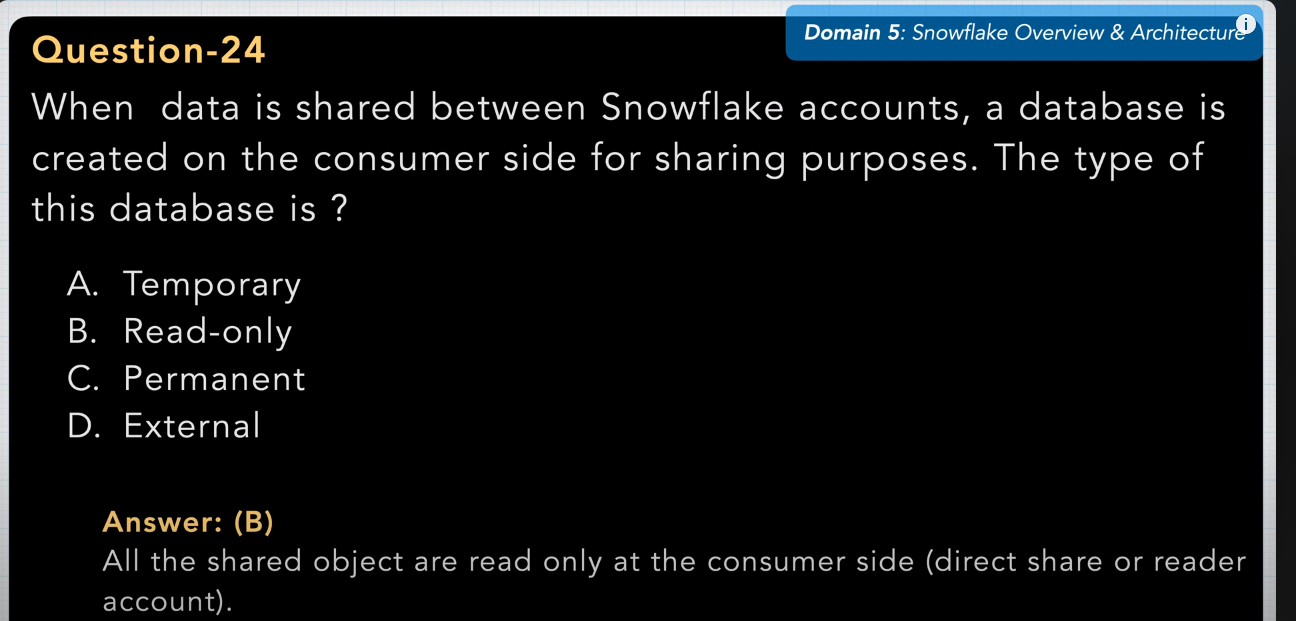 Domain 5: Snowflake Overview & Architecture
Question-24
When data is shared between Snowflake accounts, a database is
created on the consumer side for sharing purposes. The type of
this database is ?
A. Temporary
B. Read-only
C. Permanent
D. External
Answer: (B)
All the shared object are read only at the consumer side (direct share or reader
account).